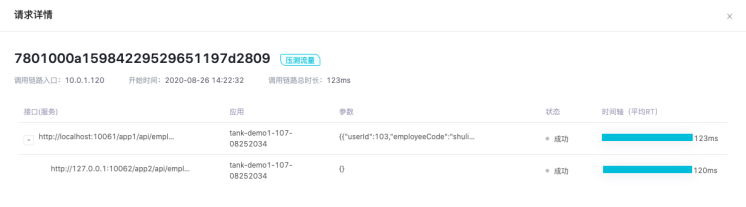 请求详情
×
7801000a15984229529651197d2809 压测流量
调用链路入口: 10.0.1.120 开始时间: 2020-08-26 14:22:32 调用链路总时长: 123ms
接口(服务) 应用 参数 状态 时间轴 (平均RT)
- http://localhost:10061/app1/api/empl... tank-demo1-107-08252034 {{"userId":103,"employeeCode":"shuli... 成功 123ms
http://127.0.0.1:10062/app2/api/empl... tank-demo1-107-08252034 {} 成功 120ms